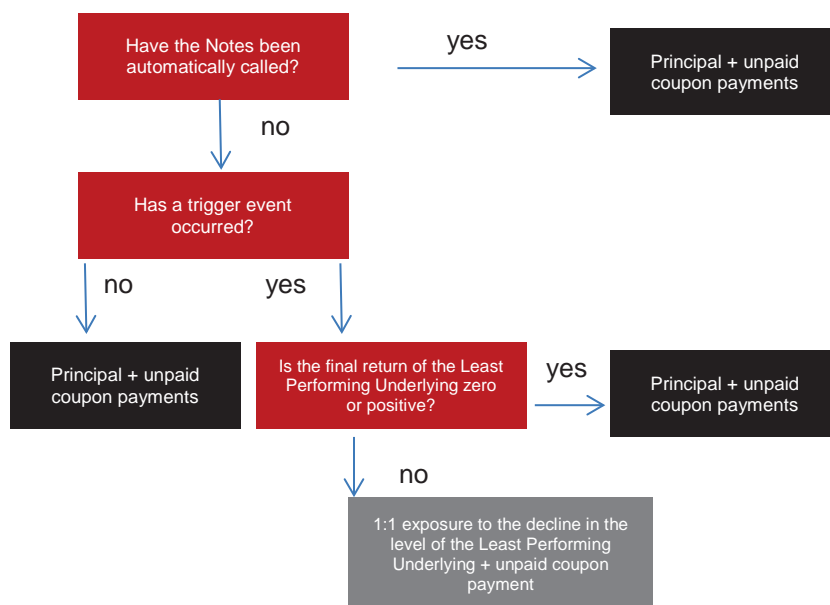 Have the Notes been
automatically called?
yes
Principal + unpaid
coupon payments
no
Has a trigger event
occurred?
no
yes
Principal + unpaid
coupon payments
Is the final return of the Least
Performing Underlying zero
or positive?
yes
Principal + unpaid
coupon payments
no
1:1 exposure to the decline in the
level of the Least Performing
Underlying + unpaid coupon
payment